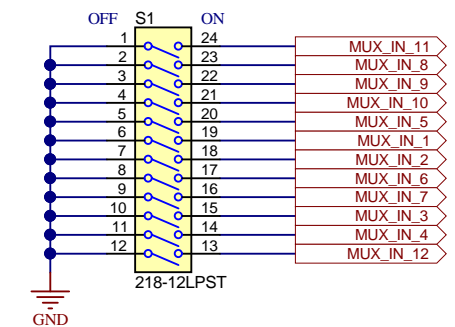 OFF S1 ON
1 24 MUX_IN_11
2 23 MUX_IN_8
3 22 MUX_IN_9
4 21 MUX_IN_10
5 20 MUX_IN_5
6 19 MUX_IN_1
7 18 MUX_IN_2
8 17 MUX_IN_6
9 16 MUX_IN_7
10 15 MUX_IN_3
11 14 MUX_IN_4
12 13 MUX_IN_12
218-12LPST
GND